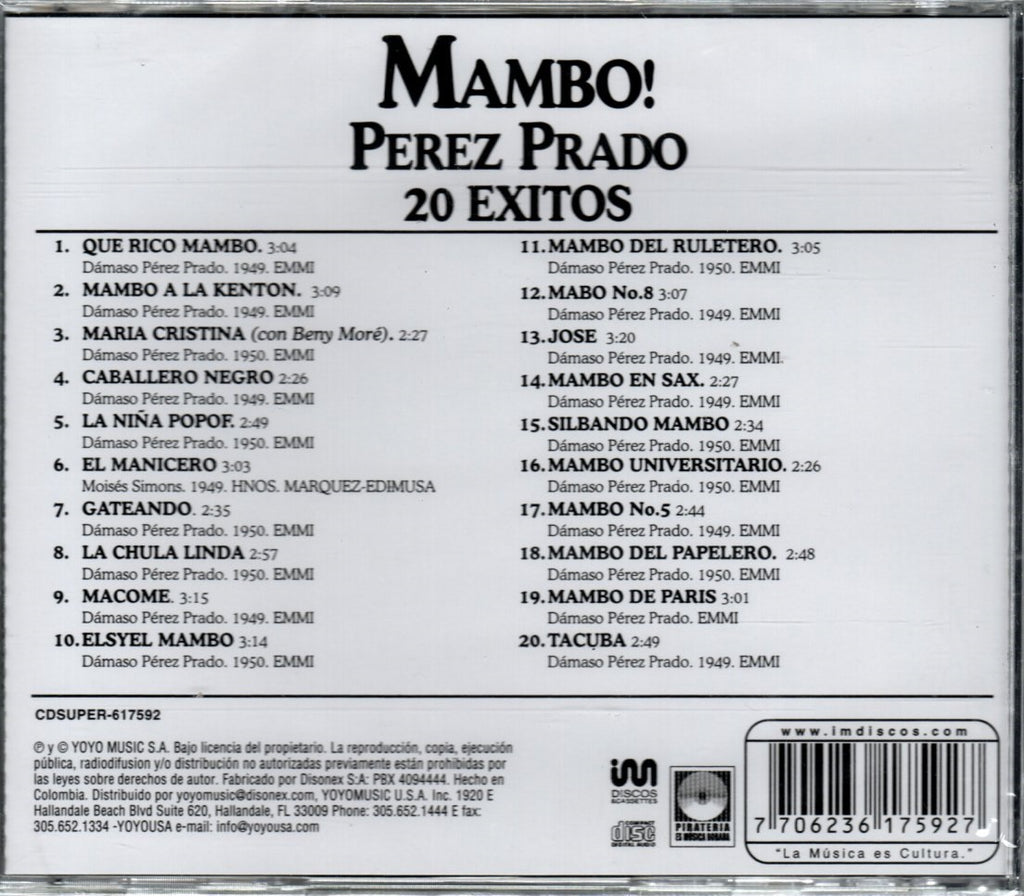 MAMBO!
PEREZ PRADO
20 EXITOS
1. QUE RICO MAMBO. 3:04
Dámaso Pérez Prado. 1949. EMMI
2. MAMBO A LA KENTON. 3:09
Dámaso Pérez Prado. 1949. EMMI
3. MARIA CRISTINA (con Beny Moré). 2:27
Dámaso Pérez Prado. 1950. EMMI
4. CABALLERO NEGRO 2:26
Dámaso Pérez Prado. 1949. EMMI
5. LA NIÑA POPOF. 2:49
Dámaso Pérez Prado. 1950. EMMI
6. EL MANICERO 3:03
Moisés Simons. 1949. HNOS. MARQUEZ-EDIMUSA
7. GATEANDO. 2:35
Dámaso Pérez Prado. 1950. EMMI
8. LA CHULA LINDA 2:57
Dámaso Pérez Prado. 1950. EMMI
9. MACOME. 3:15
Dámaso Pérez Prado. 1949. EMMI
10. ELSYEL MAMBO 3:14
Dámaso Pérez Prado. 1950. EMMI
11. MAMBO DEL RULETERO. 3:05
Dámaso Pérez Prado. 1950. EMMI
12. MABO No.8 3:07
Dámaso Pérez Prado. 1949. EMMI
13. JOSE 3:20
Dámaso Pérez Prado. 1949. EMMI.
14. MAMBO EN SAX. 2:27
Dámaso Pérez Prado. 1949. EMMI
15. SILBANDO MAMBO 2:34
Dámaso Pérez Prado. 1950. EMMI
16. MAMBO UNIVERSITARIO. 2:26
Dámaso Pérez Prado. 1950. EMMI
17. MAMBO No.5 2:44
Dámaso Pérez Prado. 1949. EMMI
18. MAMBO DEL PAPELERO. 2:48
Dámaso Pérez Prado. 1950. EMMI
19. MAMBO DE PARIS 3:01
Dámaso Pérez Prado. EMMI
20. TACUBA 2:49
Dámaso Pérez Prado. 1949. EMMI
CDSUPER-617592
℗ y © YOYO MUSIC S.A. Bajo licencia del propietario. La reproducción, copia, ejecución
pública, radiodifusion y/o distribución no autorizadas previamente están prohibidas por
las leyes sobre derechos de autor. Fabricado por Disonex S.A: PBX 4094444. Hecho en
Colombia. Distribuido por yoyomusic@disonex.com, YOYOMUSIC U.S.A. Inc. 1920 E
Hallandale Beach Blvd Suite 620, Hallandale, FL 33009 Phone: 305.652.1444 E fax:
305.652.1334 -YOYOUSA e-mail: info@yoyousa.com
im
DISCOS
& CASSETTES
COMPACT
disc
DIGITAL AUDIO
PIRATERIA
ES MUSICA ROBADA
www.imdiscos.com
7 706236 175927
"La Música es Cultura."